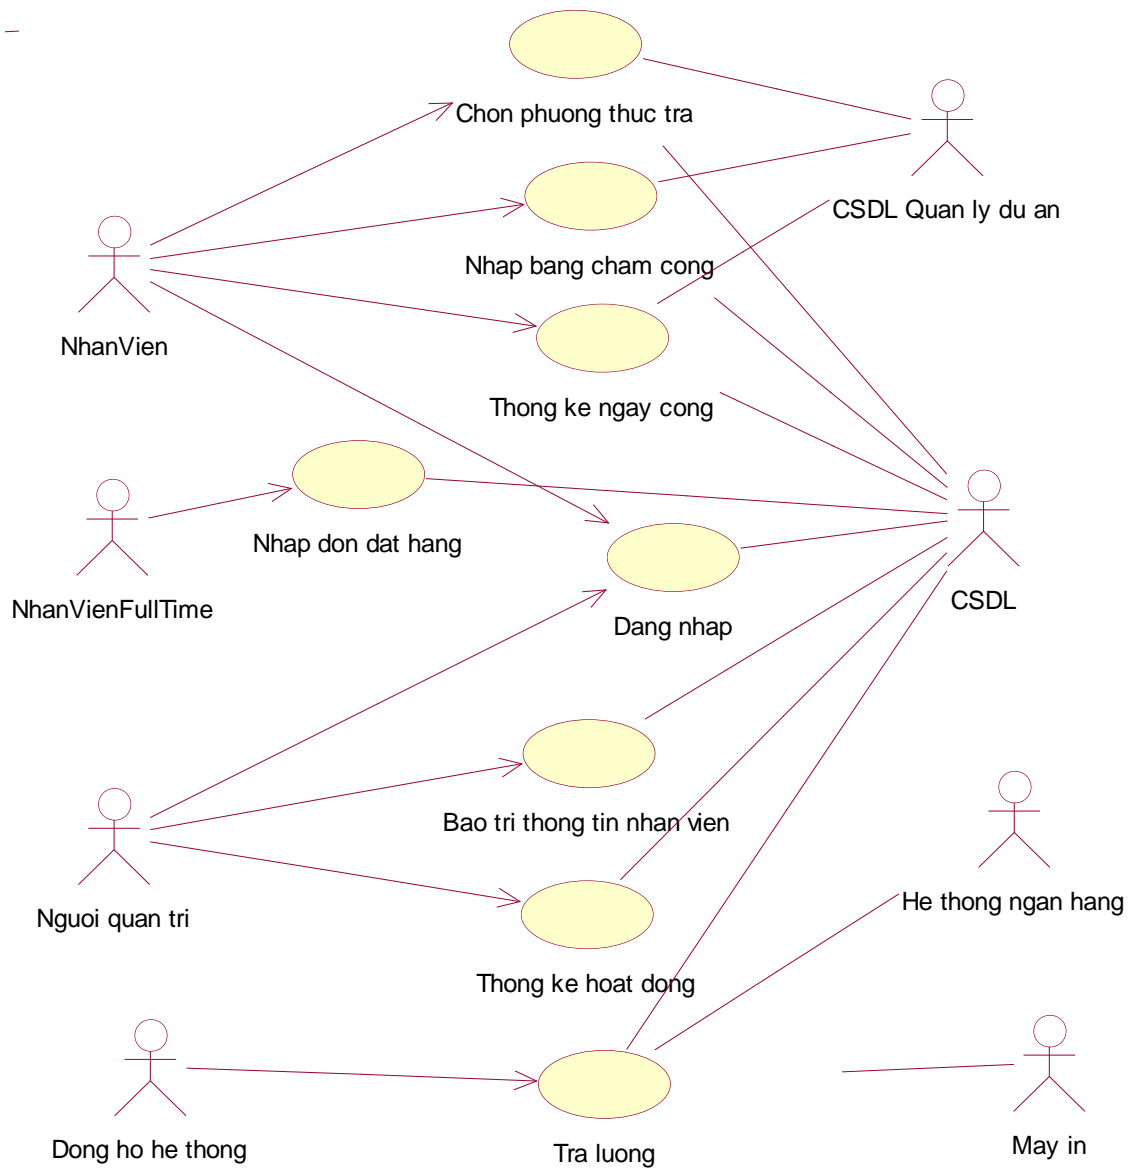 Chon phuong thuc tra
CSDL Quan ly du an
Nhap bang cham cong
NhanVien
Thong ke ngay cong
Nhap don dat hang
NhanVienFullTime
CSDL
Dang nhap
Bao tri thong tin nhan vien
He thong ngan hang
Nguoi quan tri
Thong ke hoat dong
Dong ho he thong
Tra luong
May in